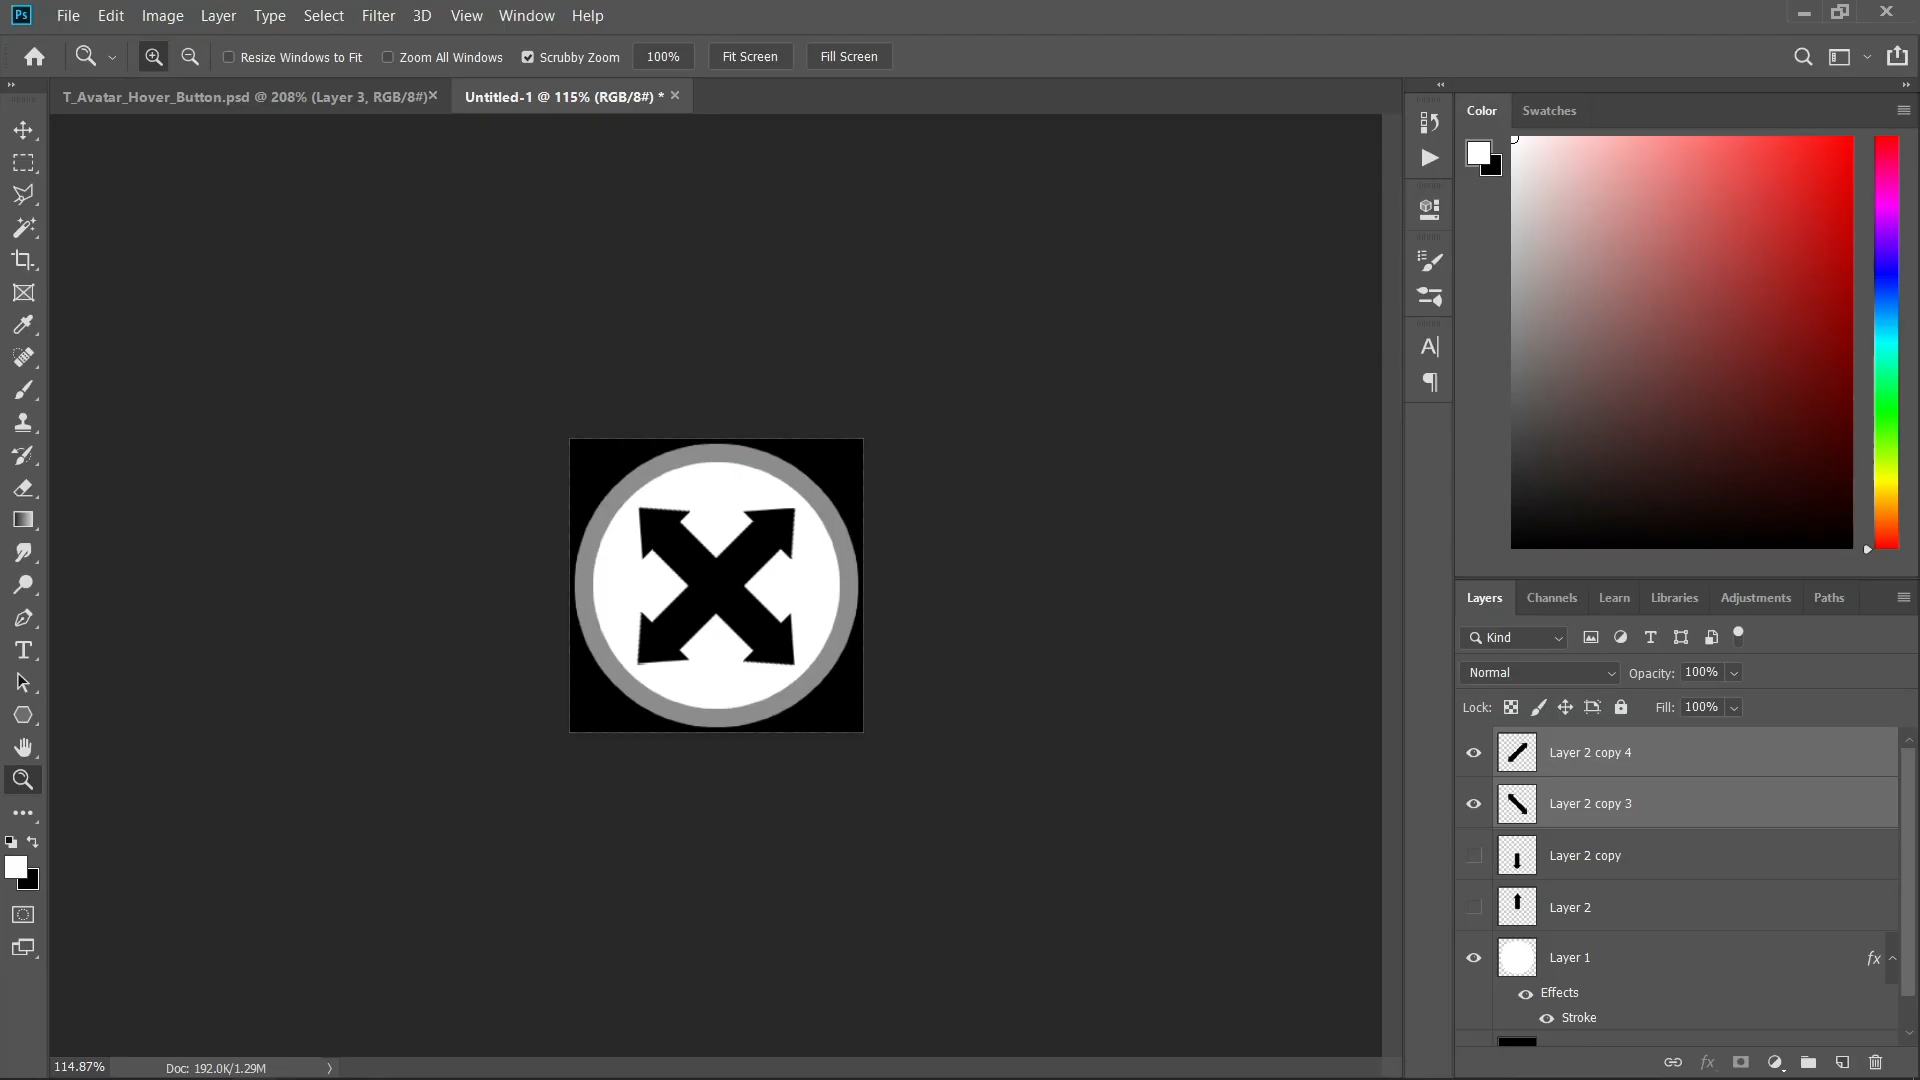 Ps File Edit Image Layer Type Select Filter 3D View Window Help
Resize Windows to Fit Zoom All Windows Scrubby Zoom 100% Fit Screen Fill Screen
T_Avatar_Hover_Button.psd @ 208% (Layer 3, RGB/8#) Untitled-1 @ 115% (RGB/8#) *
Color Swatches
Layers Channels Learn Libraries Adjustments Paths
Kind
Normal Opacity: 100%
Lock: Fill: 100%
Layer 2 copy 4
Layer 2 copy 3
Layer 2 copy
Layer 2
Layer 1 fx
Effects
Stroke
114.87% Doc: 192.0K/1.29M
fx